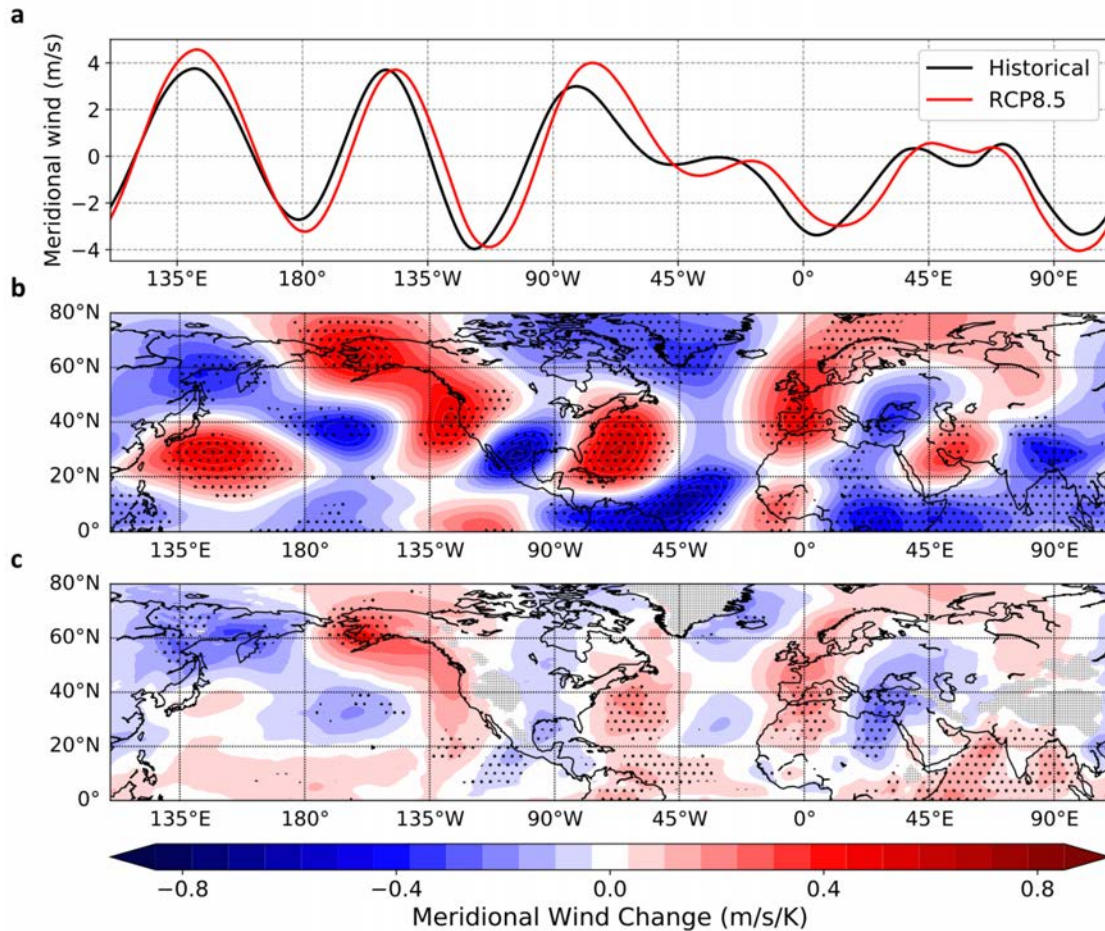 a
Meridional wind (m/s)
4
2
0
−2
−4
Historical
RCP8.5
135°E 180° 135°W 90°W 45°W 0° 45°E 90°E
b
80°N
60°N
40°N
20°N
0°
135°E 180° 135°W 90°W 45°W 0° 45°E 90°E
c
80°N
60°N
40°N
20°N
0°
135°E 180° 135°W 90°W 45°W 0° 45°E 90°E
−0.8 −0.4 0.0 0.4 0.8
Meridional Wind Change (m/s/K)